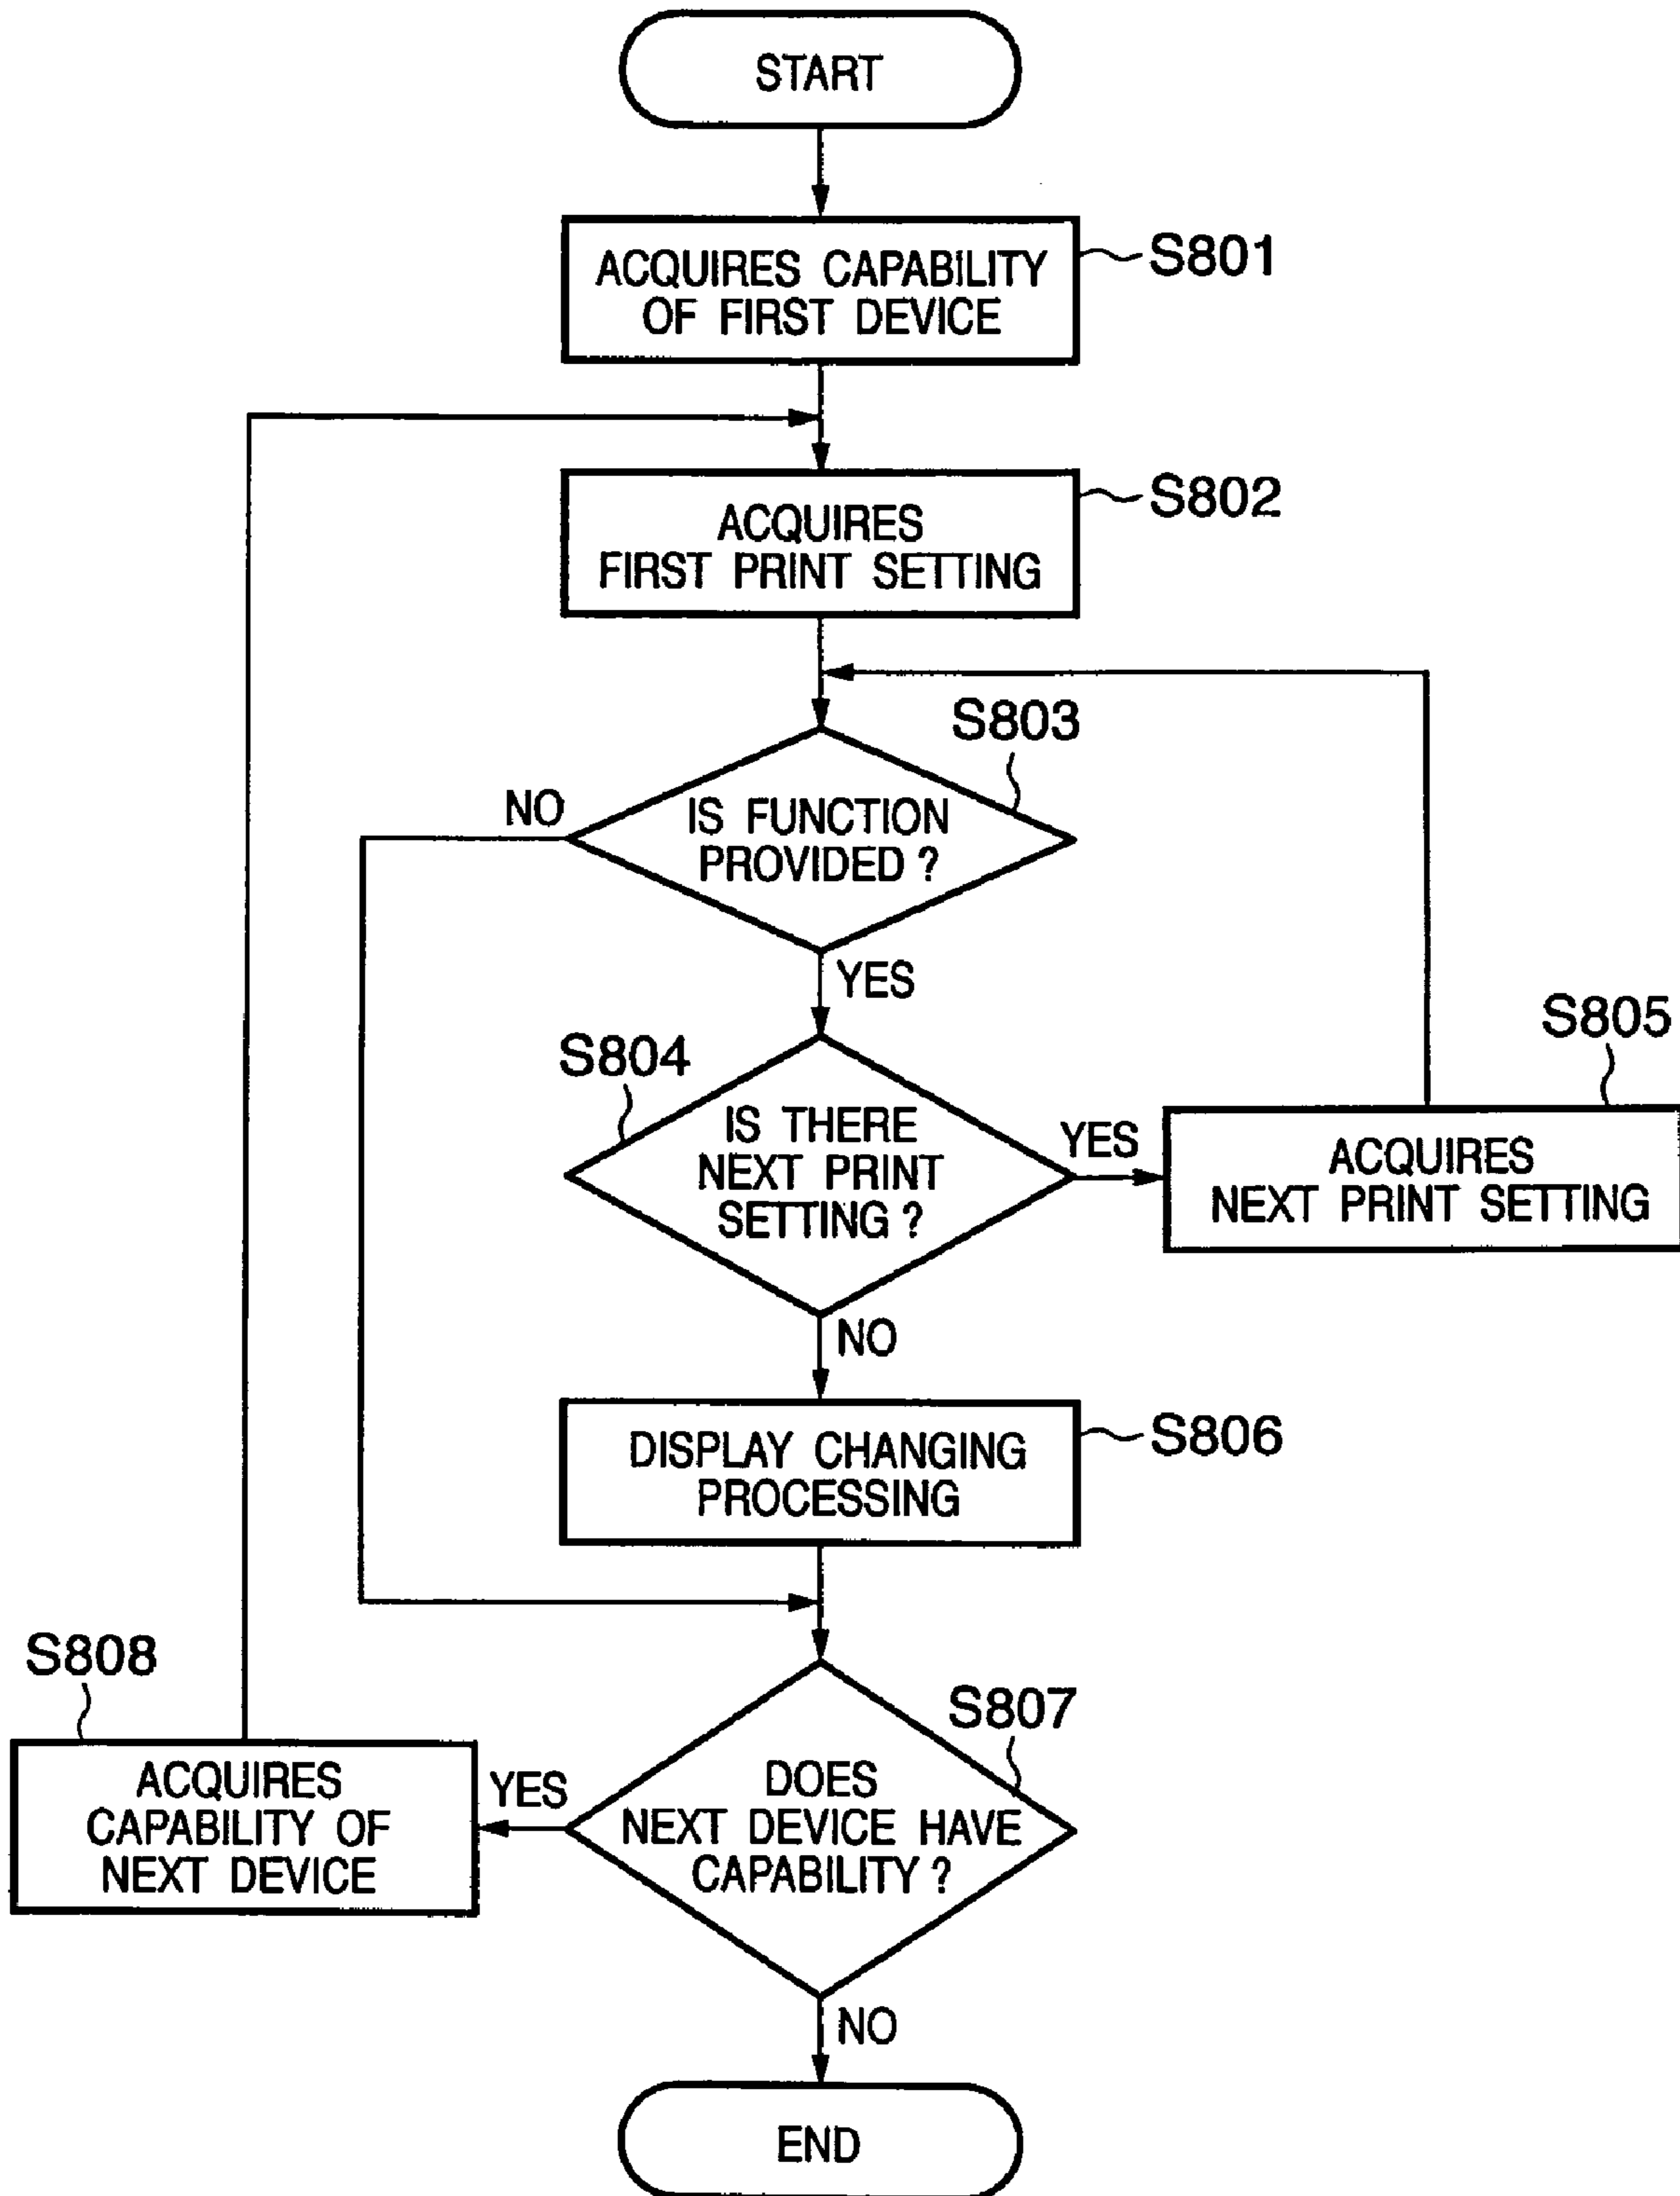 START
ACQUIRES CAPABILITY
OF FIRST DEVICE
S801
ACQUIRES
FIRST PRINT SETTING
S802
S803
NO
IS FUNCTION
PROVIDED ?
YES
S804
IS THERE
NEXT PRINT
SETTING ?
YES
S805
ACQUIRES
NEXT PRINT SETTING
NO
DISPLAY CHANGING
PROCESSING
S806
S808
ACQUIRES
CAPABILITY OF
NEXT DEVICE
YES
S807
DOES
NEXT DEVICE HAVE
CAPABILITY ?
NO
END